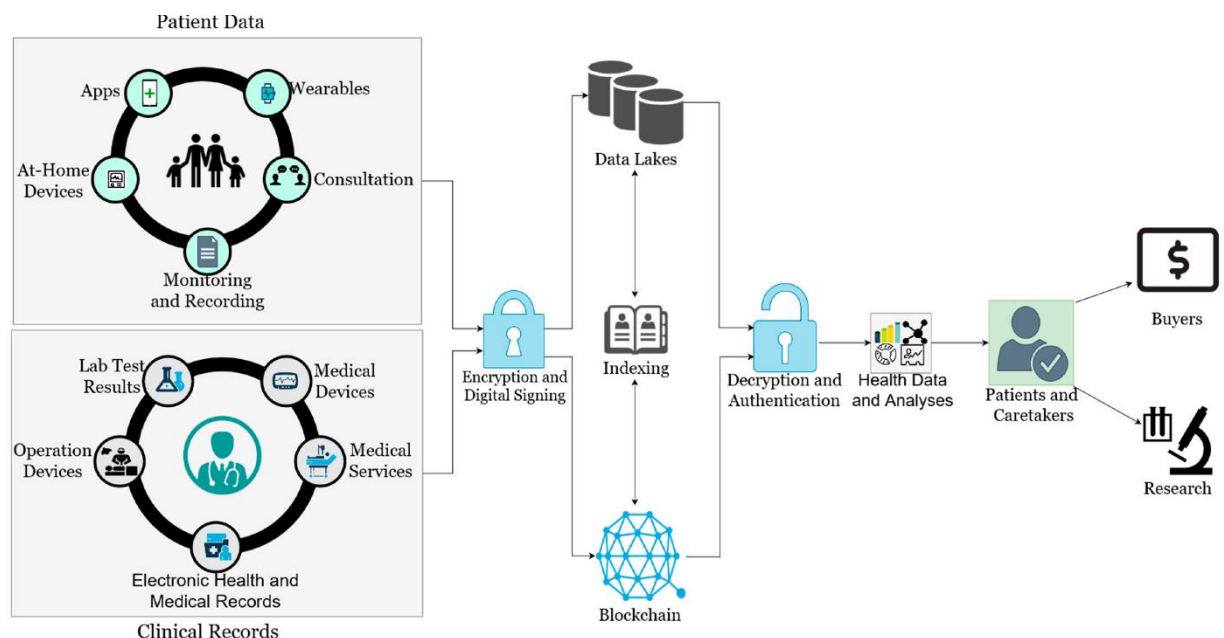 Patient Data
Apps
Wearables
At-Home
Devices
Consultation
Monitoring
and Recording
Lab Test
Results
Medical
Devices
Operation
Devices
Medical
Services
Electronic Health and
Medical Records
Clinical Records
Encryption and
Digital Signing
Data Lakes
Indexing
Blockchain
Decryption and
Authentication
Health Data
and Analyses
Patients and
Caretakers
$
Buyers
Research